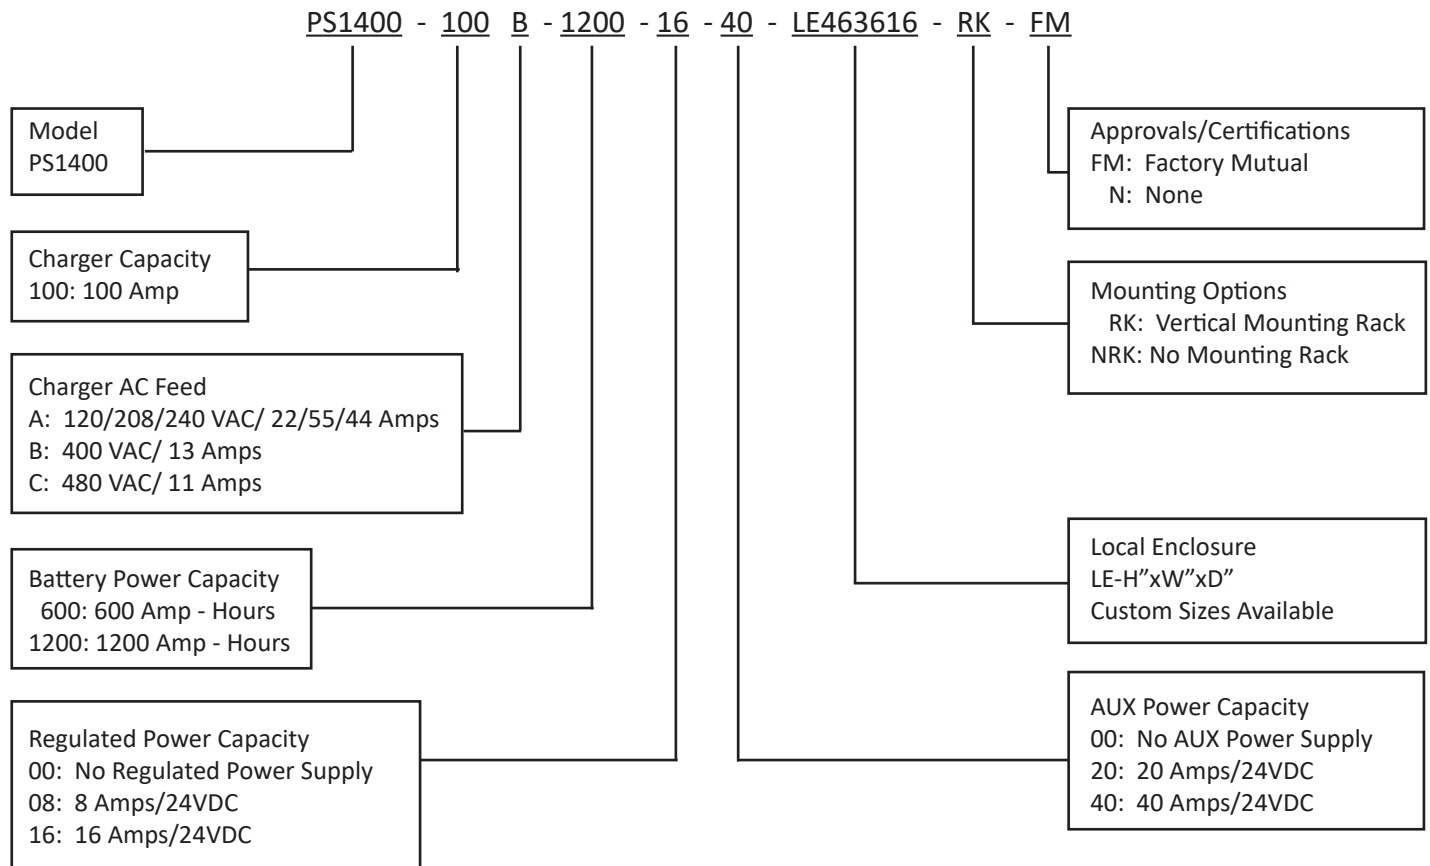 PS1400 - 100 B - 1200 - 16 - 40 - LE463616 - RK - FM
Model
PS1400
Charger Capacity
100: 100 Amp
Charger AC Feed
A: 120/208/240 VAC/ 22/55/44 Amps
B: 400 VAC/ 13 Amps
C: 480 VAC/ 11 Amps
Battery Power Capacity
600: 600 Amp - Hours
1200: 1200 Amp - Hours
Regulated Power Capacity
00: No Regulated Power Supply
08: 8 Amps/24VDC
16: 16 Amps/24VDC
Approvals/Certifications
FM: Factory Mutual
N: None
Mounting Options
RK: Vertical Mounting Rack
NRK: No Mounting Rack
Local Enclosure
LE-H”xW”xD”
Custom Sizes Available
AUX Power Capacity
00: No AUX Power Supply
20: 20 Amps/24VDC
40: 40 Amps/24VDC